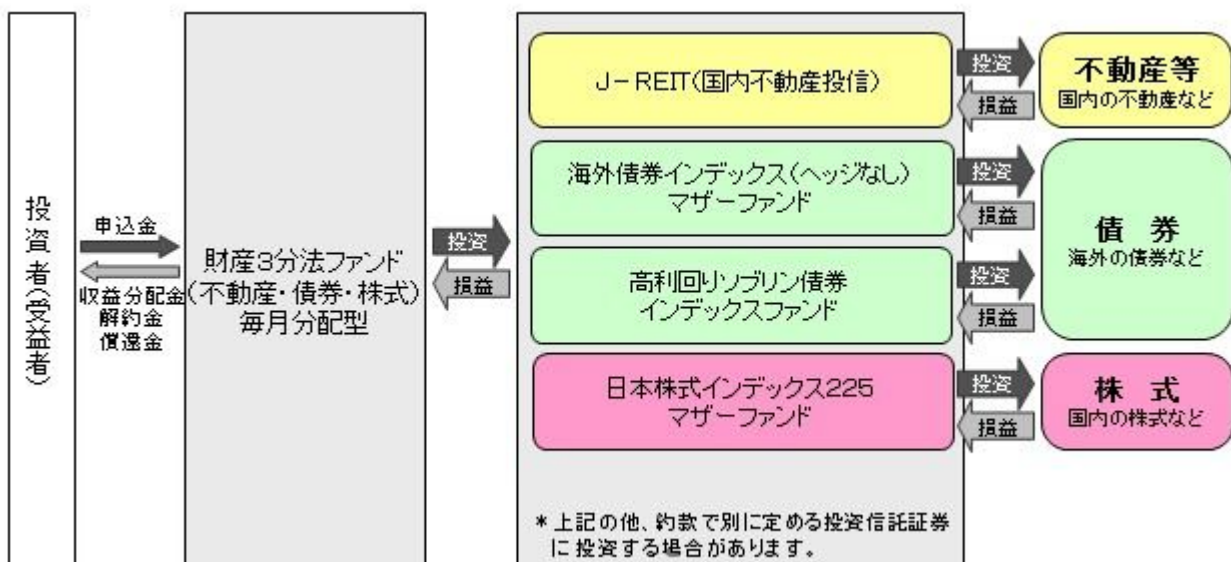 投資者(受益者)
申込金
収益分配金
解約金
償還金
財産3分法ファンド
(不動産・債券・株式)
毎月分配型
投資
損益
J-REIT(国内不動産投信)
投資
損益
不動産等
国内の不動産など
海外債券インデックス(ヘッジなし)
マザーファンド
投資
損益
高利回りソブリン債券
インデックスファンド
投資
損益
債 券
海外の債券など
日本株式インデックス225
マザーファンド
投資
損益
株 式
国内の株式など
*上記の他、約款で別に定める投資信託証券
に投資する場合があります。